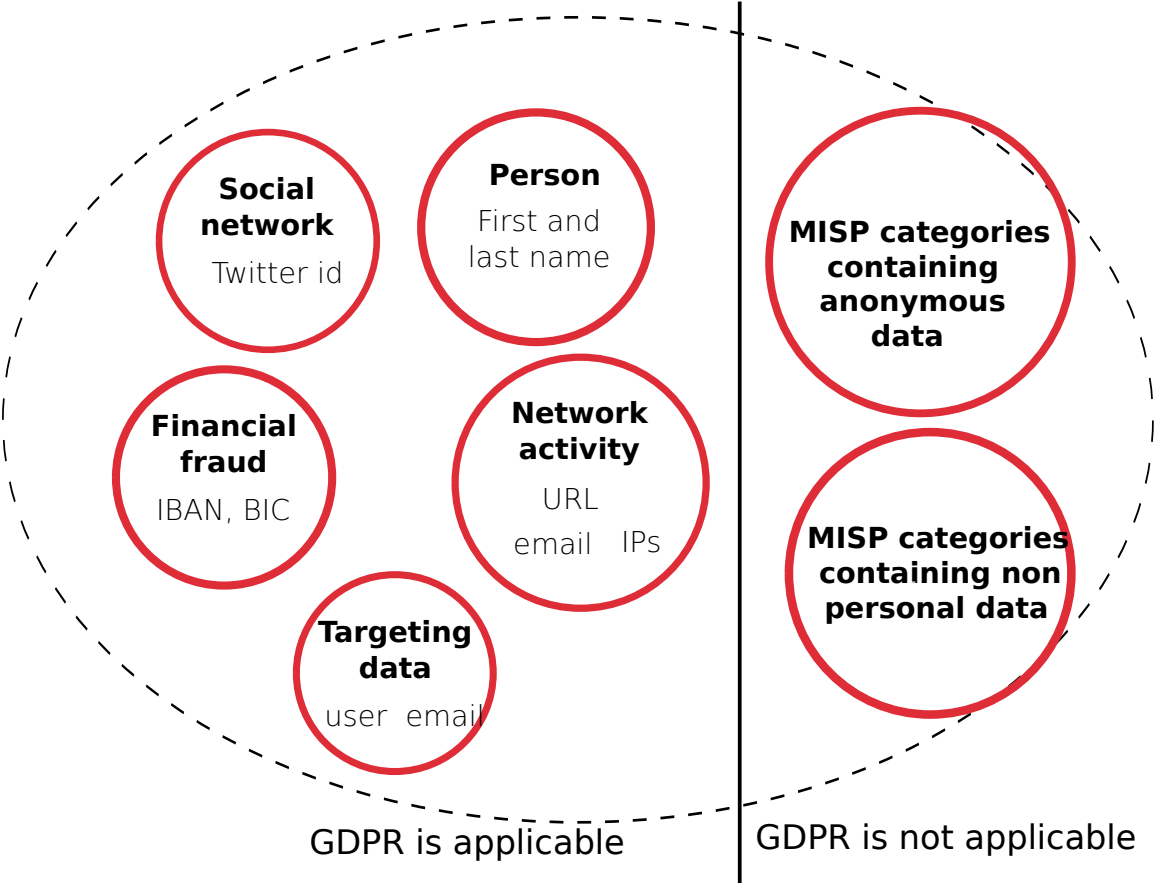 Social
network
Twitter id
Person
First and
last name
MISP categories
containing
anonymous
data
Financial
fraud
IBAN, BIC
Network
activity
URL
email IPs
MISP categories
containing non
personal data
Targeting
data
user email
GDPR is applicable
GDPR is not applicable